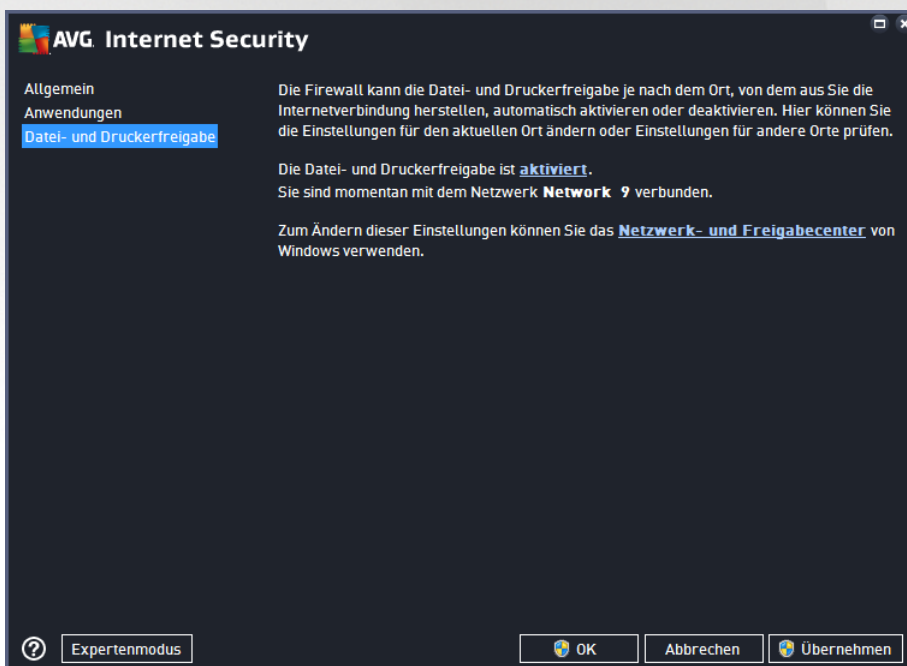 AVG. Internet Security
Allgemein
Anwendungen
Datei- und Druckerfreigabe
Die Firewall kann die Datei- und Druckerfreigabe je nach dem Ort, von dem aus Sie die
Internetverbindung herstellen, automatisch aktivieren oder deaktivieren. Hier können Sie
die Einstellungen für den aktuellen Ort ändern oder Einstellungen für andere Orte prüfen.
Die Datei- und Druckerfreigabe ist aktiviert.
Sie sind momentan mit dem Netzwerk Network 9 verbunden.
Zum Ändern dieser Einstellungen können Sie das Netzwerk- und Freigabecenter von
Windows verwenden.
? Expertenmodus OK Abbrechen Übernehmen